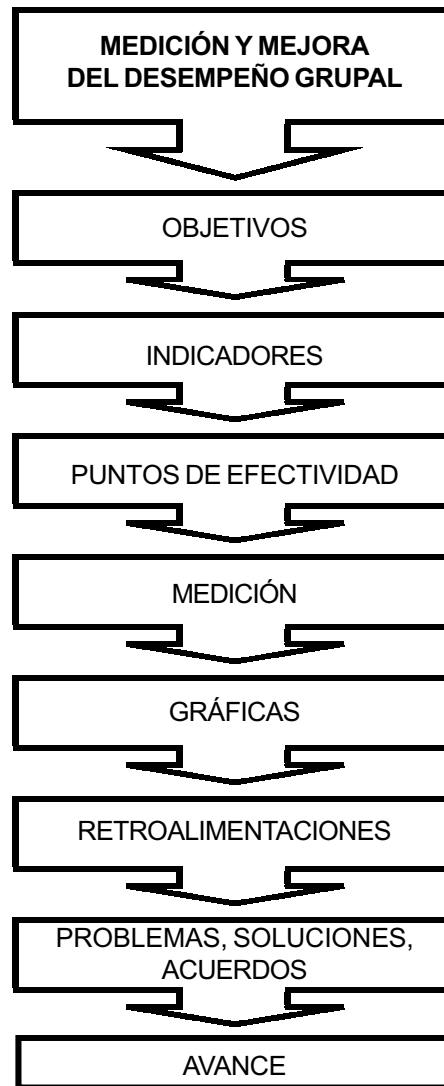 MEDICIÓN Y MEJORA
DEL DESEMPEÑO GRUPAL
OBJETIVOS
INDICADORES
PUNTOS DE EFECTIVIDAD
MEDICIÓN
GRÁFICAS
RETROALIMENTACIONES
PROBLEMAS, SOLUCIONES,
ACUERDOS
AVANCE